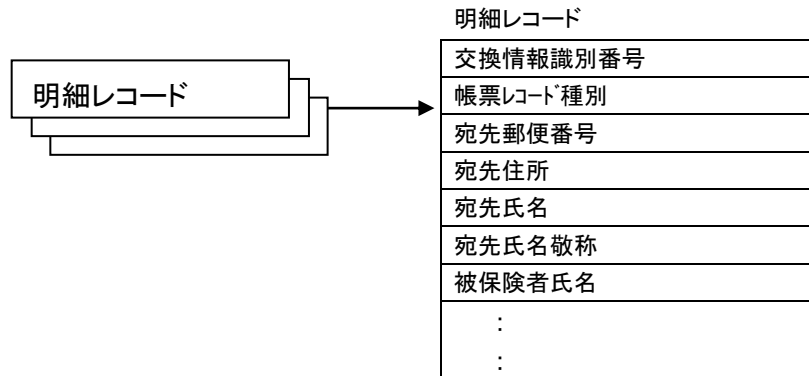 明細レコード
明細レコード
交換情報識別番号
帳票ﾚｺｰﾄﾞ種別
宛先郵便番号
宛先住所
宛先氏名
宛先氏名敬称
被保険者氏名
:
: